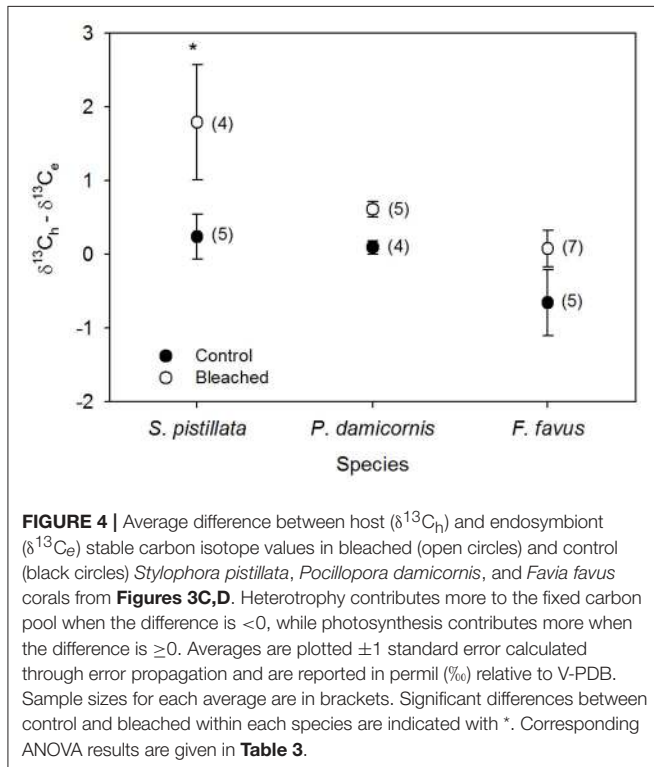 3
2
1
0
-1
-2
δ¹³Cₕ - δ¹³Cₑ
*
(4)
(5)
(5)
(4)
(7)
(5)
Control
Bleached
S. pistillata
P. damicornis
F. favus
Species
FIGURE 4 | Average difference between host (δ¹³Cₕ) and endosymbiont
(δ¹³Cₑ) stable carbon isotope values in bleached (open circles) and control
(black circles) Stylophora pistillata, Pocillopora damicornis, and Favia favus
corals from Figures 3C,D. Heterotrophy contributes more to the fixed carbon
pool when the difference is <0, while photosynthesis contributes more when
the difference is ≥0. Averages are plotted ±1 standard error calculated
through error propagation and are reported in permil (‰) relative to V-PDB.
Sample sizes for each average are in brackets. Significant differences between
control and bleached within each species are indicated with *. Corresponding
ANOVA results are given in Table 3.